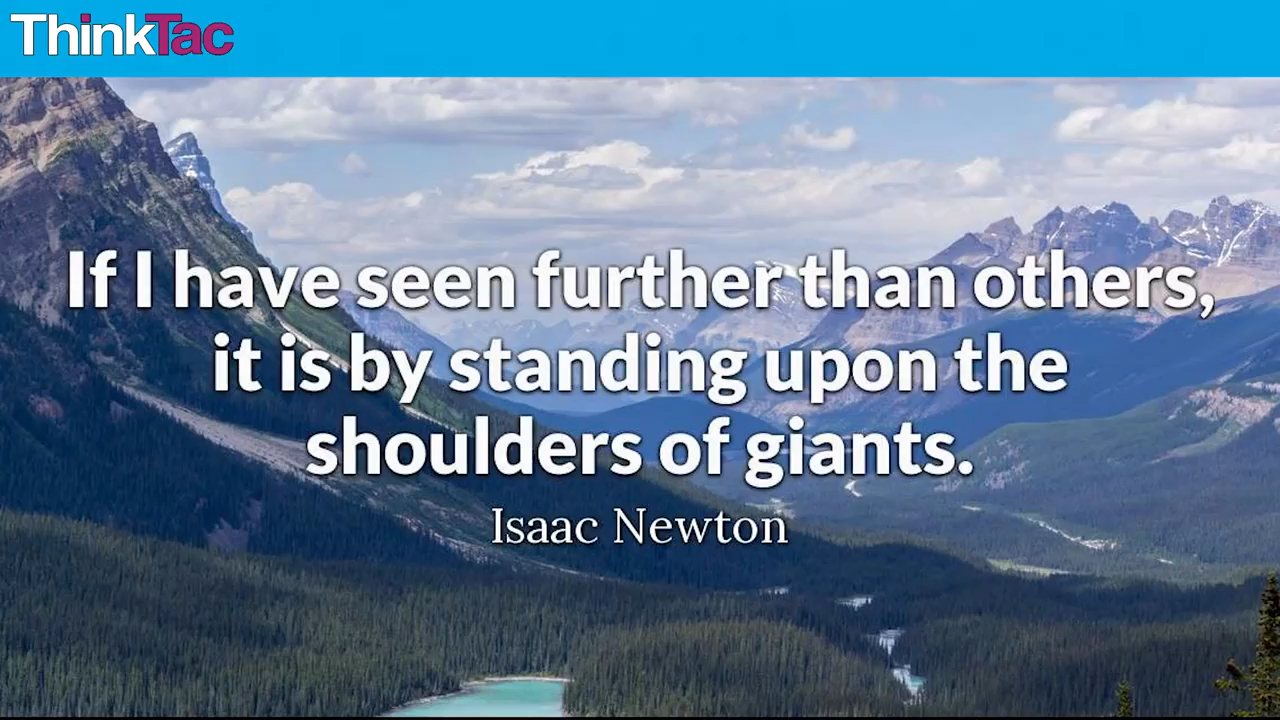 ThinkTac
If I have seen further than others,
it is by standing upon the
shoulders of giants.
Isaac Newton